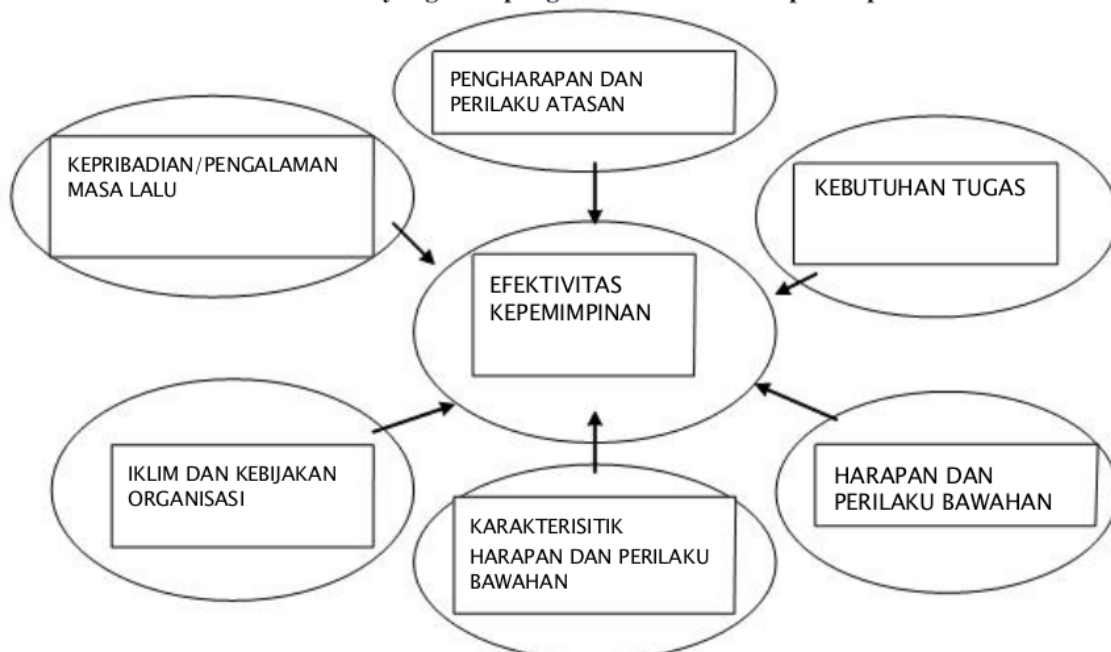 PENGHARAPAN DAN
PERILAKU ATASAN
KEPRIBADIAN/PENGALAMAN
MASA LALU
KEBUTUHAN TUGAS
EFEKTIVITAS
KEPEMIMPINAN
IKLIM DAN KEBIJAKAN
ORGANISASI
KARAKTERISITIK
HARAPAN DAN PERILAKU
BAWAHAN
HARAPAN DAN
PERILAKU BAWAHAN